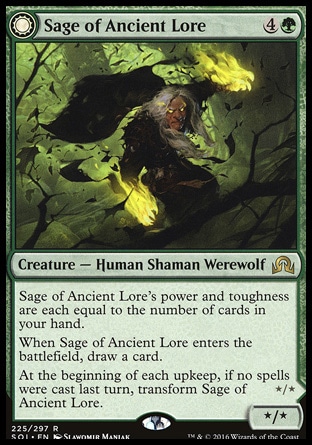 Sage of Ancient Lore 4
Creature — Human Shaman Werewolf
Sage of Ancient Lore's power and toughness
are each equal to the number of cards in
your hand.
When Sage of Ancient Lore enters the
battlefield, draw a card.
At the beginning of each upkeep, if no spells
were cast last turn, transform Sage of */*
Ancient Lore.
225/297 R
SOI • EN Slawomir Maniak
™ & © 2016 Wizards of the Coast
*/*